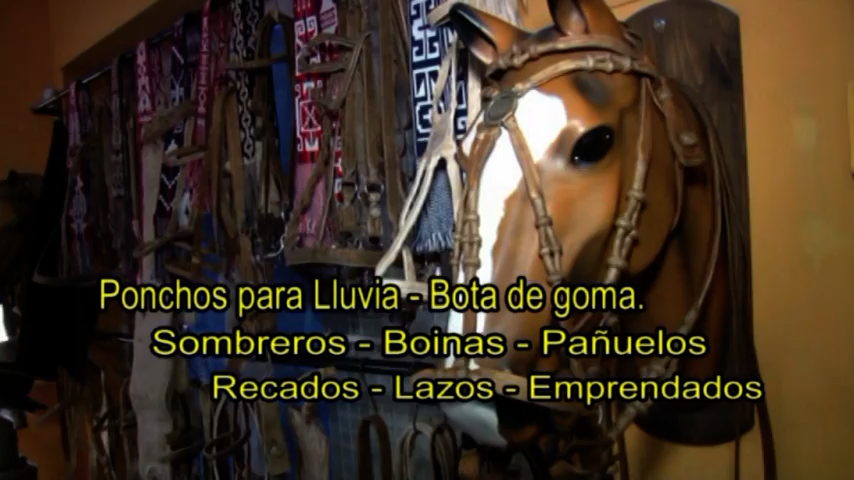 Ponchos para Lluvia - Bota de goma.
Sombreros - Boinas - Pañuelos
Recados - Lazos - Emprendados